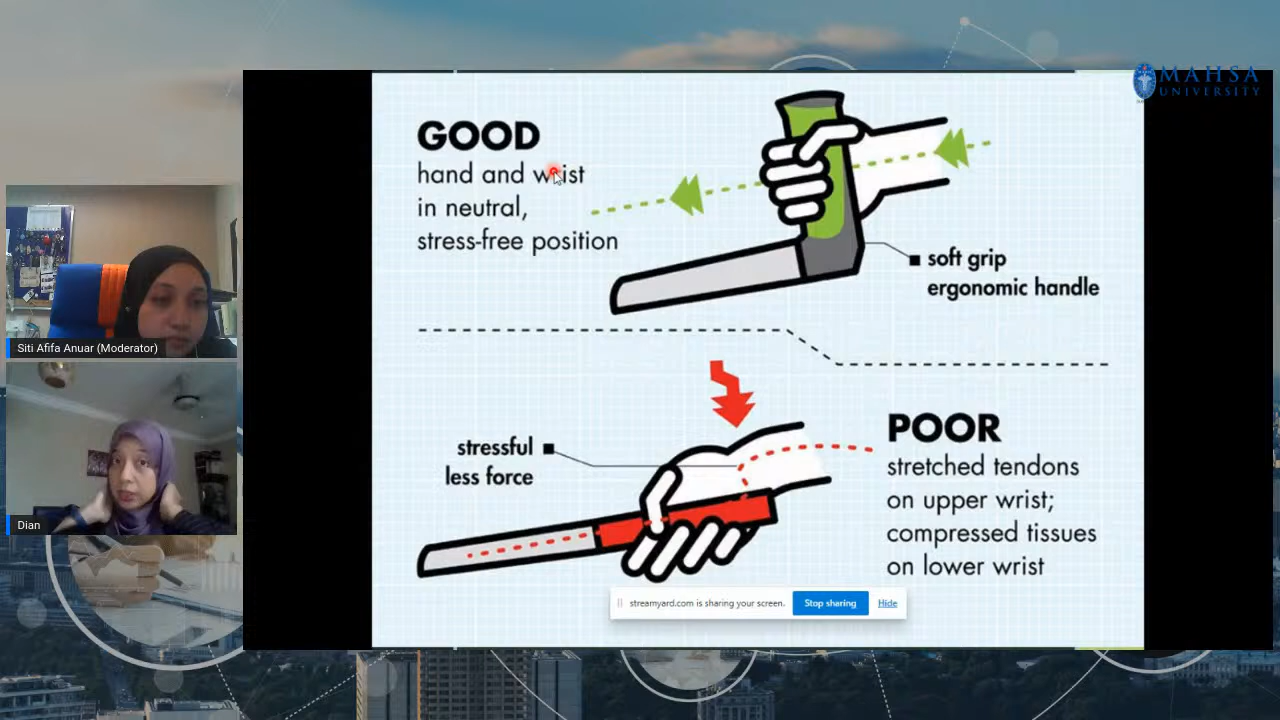 MAHSA
UNIVERSITY
GOOD
hand and wrist
in neutral,
stress-free position
soft grip
ergonomic handle
Siti Afifa Anuar (Moderator)
stressful
less force
POOR
stretched tendons
on upper wrist;
compressed tissues
on lower wrist
Dian
streamyard.com is sharing your screen.
Stop sharing
Hide